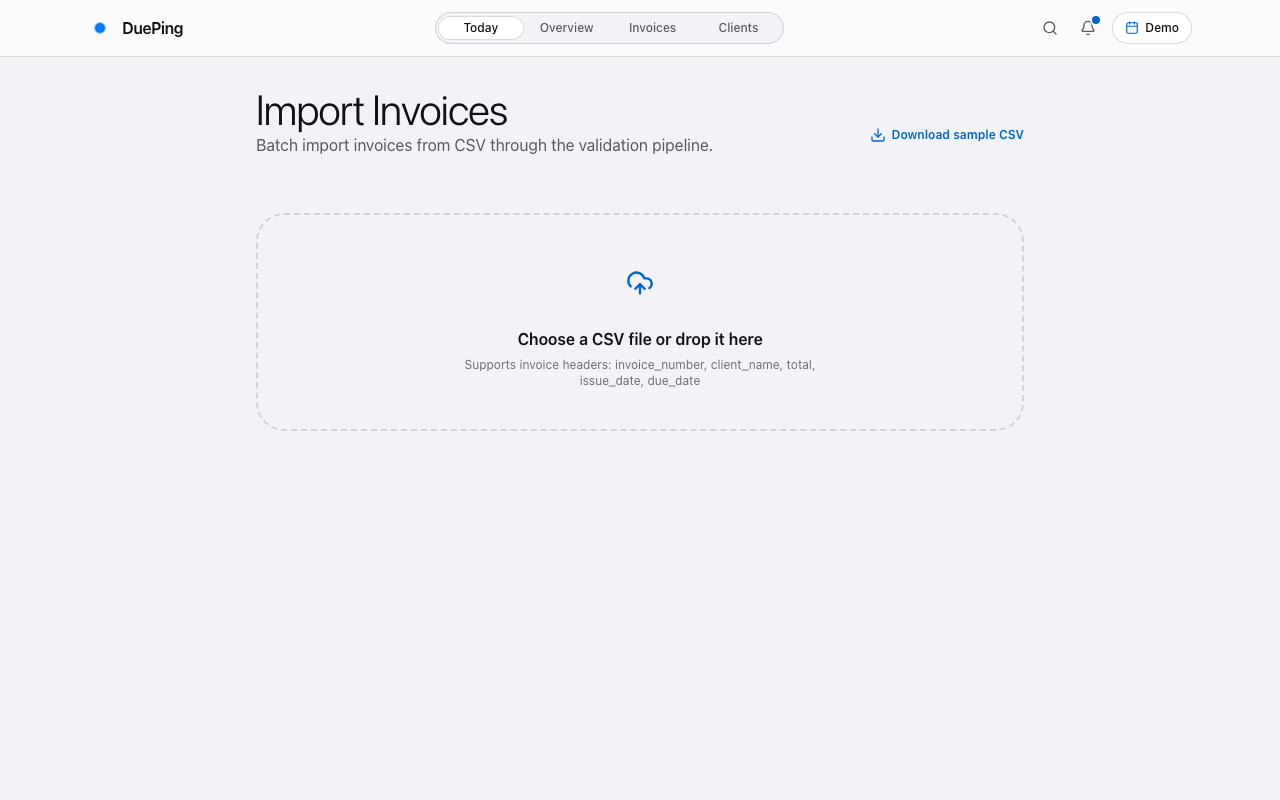 DuePing
Today
Overview
Invoices
Clients
Demo
Import Invoices
Batch import invoices from CSV through the validation pipeline.
Download sample CSV
Choose a CSV file or drop it here
Supports invoice headers: invoice_number, client_name, total,
issue_date, due_date